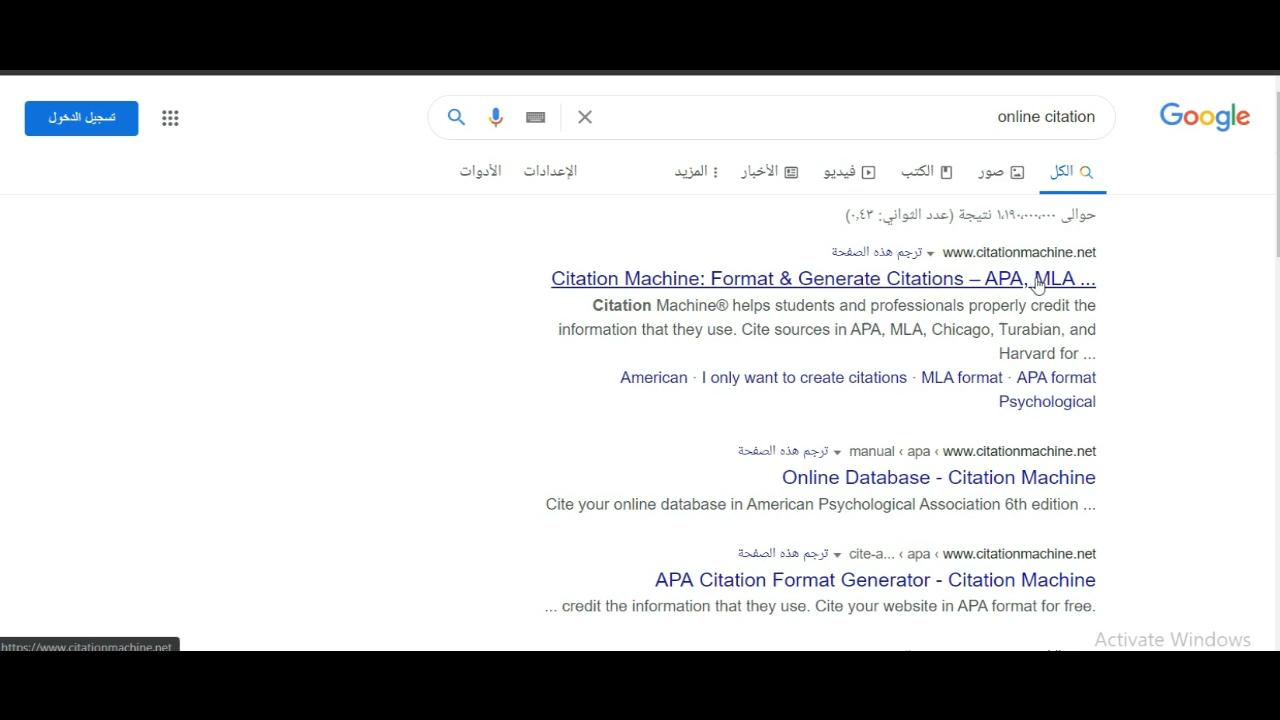 Google
online citation
تسجيل الدخول
الكل
صور
الكتب
فيديو
الأخبار
المزيد
الإعدادات
الأدوات
حوالى ١٬١٩٠٬٠٠٠٬٠٠٠ نتيجة (عدد الثواني: ٠٫٤٣)
www.citationmachine.net ترجم هذه الصفحة
Citation Machine: Format & Generate Citations – APA, MLA ...
Citation Machine® helps students and professionals properly credit the
information that they use. Cite sources in APA, MLA, Chicago, Turabian, and
Harvard for ...
American · I only want to create citations · MLA format · APA format
Psychological
www.citationmachine.net › apa › manual ترجم هذه الصفحة
Online Database - Citation Machine
Cite your online database in American Psychological Association 6th edition ...
www.citationmachine.net › apa › cite-a... ترجم هذه الصفحة
APA Citation Format Generator - Citation Machine
... credit the information that they use. Cite your website in APA format for free.
Activate Windows
https://www.citationmachine.net